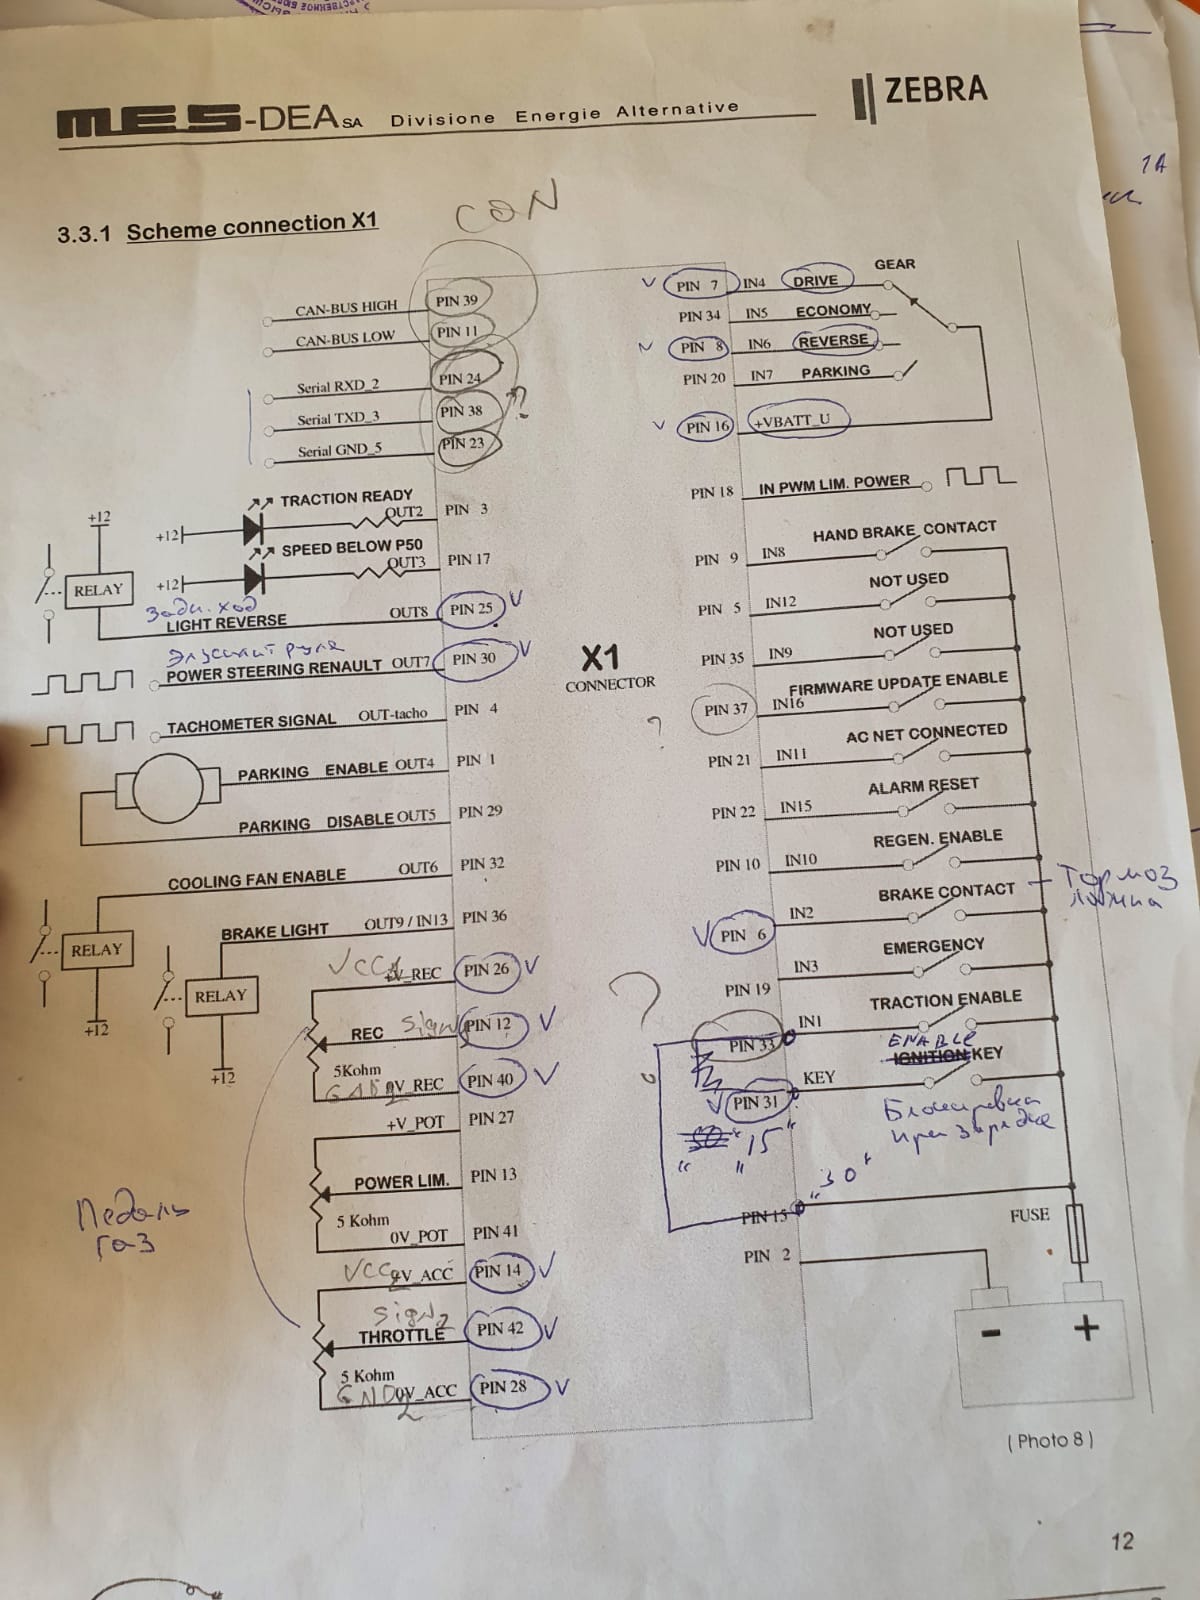 MES-DEA SA Divisione Energie Alternative
ZEBRA
1A
3.3.1 Scheme connection X1
CON
CAN-BUS HIGH PIN 39
CAN-BUS LOW PIN 11
Serial RXD_2 PIN 24
Serial TXD_3 PIN 38 ?
Serial GND_5 PIN 23
TRACTION READY
+12 OUT2 PIN 3
+12
SPEED BELOW P50
+12 OUT3 PIN 17
RELAY
Задн. ход
LIGHT REVERSE OUT8 PIN 25 V
POWER STEERING RENAULT OUT7 PIN 30 V
TACHOMETER SIGNAL OUT-tacho PIN 4
PARKING ENABLE OUT4 PIN 1
PARKING DISABLE OUT5 PIN 29
COOLING FAN ENABLE OUT6 PIN 32
BRAKE LIGHT OUT9 / IN13 PIN 36
RELAY
+12
RELAY
+12
VCC1 +V_REC PIN 26 V
REC Sign PIN 12 V
5Kohm
GND 0V_REC PIN 40 V
+V_POT PIN 27
POWER LIM. PIN 13
5 Kohm
0V_POT PIN 41
Педаль
газ
VCC2 V_ACC PIN 14 V
Sign2
THROTTLE PIN 42 V
5 Kohm
GND2 0V_ACC PIN 28 V
X1
CONNECTOR
GEAR
V PIN 7 IN4 DRIVE
PIN 34 IN5 ECONOMY
V PIN 8 IN6 REVERSE
PIN 20 IN7 PARKING
V PIN 16 +VBATT_U
PIN 18 IN PWM LIM. POWER
HAND BRAKE CONTACT
PIN 9 IN8
NOT USED
PIN 5 IN12
NOT USED
PIN 35 IN9
FIRMWARE UPDATE ENABLE
PIN 37 IN16
?
AC NET CONNECTED
PIN 21 IN11
ALARM RESET
PIN 22 IN15
REGEN. ENABLE
PIN 10 IN10
BRAKE CONTACT
Тормоз
V PIN 6 IN2
EMERGENCY
PIN 19 IN3
?
TRACTION ENABLE
PIN 33 IN1
ENABLE
IGNITION KEY
V PIN 31 KEY
Блокировка
при зарядке
"50" "15"
"30"
PIN 15
FUSE
PIN 2
- +
( Photo 8 )
12